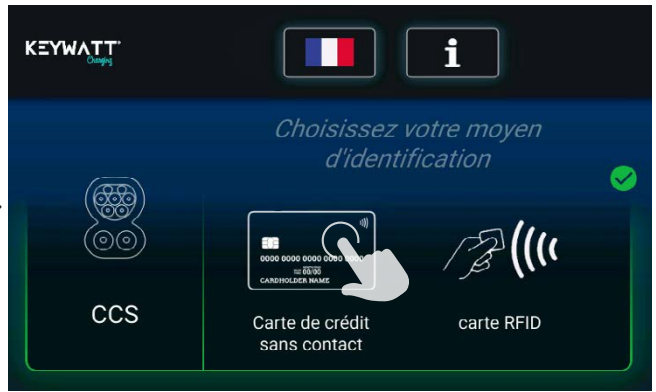 KEYWATT
Charging
i
Choisissez votre moyen
d'identification
0000 0000 0000 0000 0000
00/00
CARDHOLDER NAME
CCS
Carte de crédit
sans contact
carte RFID